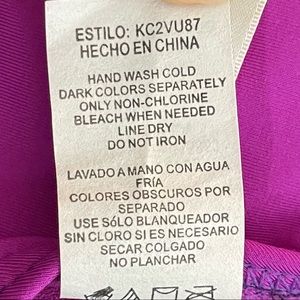 ESTILO: KC2VU87
HECHO EN CHINA
HAND WASH COLD
DARK COLORS SEPARATELY
ONLY NON-CHLORINE
BLEACH WHEN NEEDED
LINE DRY
DO NOT IRON
LAVADO A MANO CON AGUA
FRÍA
COLORES OBSCUROS POR
SEPARADO
USE SÓLO BLANQUEADOR
SIN CLORO SI ES NECESARIO
SECAR COLGADO
NO PLANCHAR